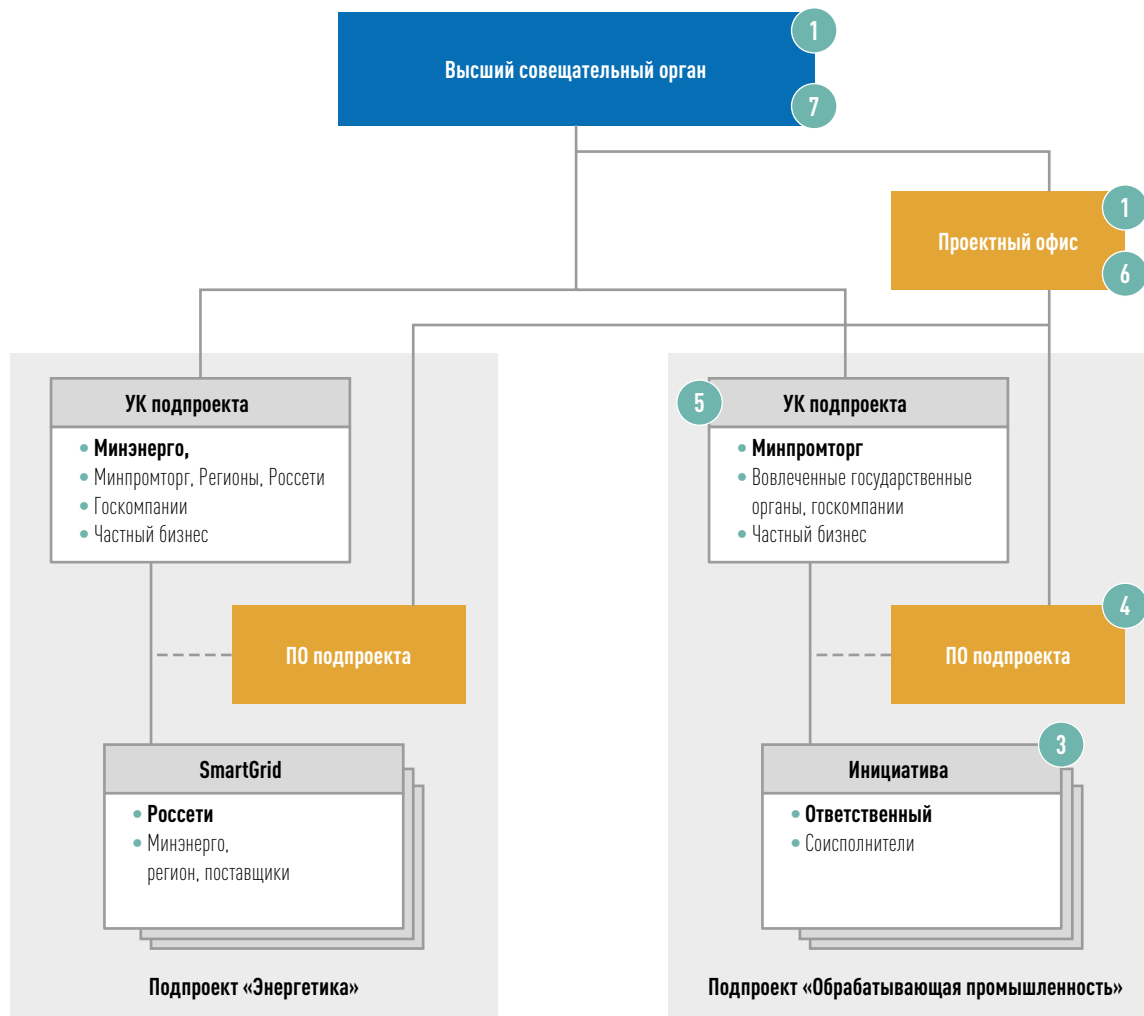 1
Высший совещательный орган
7
1
Проектный офис
6
УК подпроекта
• Минэнерго,
• Минпромторг, Регионы, Россети
• Госкомпании
• Частный бизнес
5
УК подпроекта
• Минпромторг
• Вовлеченные государственные
органы, госкомпании
• Частный бизнес
ПО подпроекта
4
ПО подпроекта
SmartGrid
• Россети
• Минэнерго,
регион, поставщики
3
Инициатива
• Ответственный
• Соисполнители
Подпроект «Энергетика»
Подпроект «Обрабатывающая промышленность»